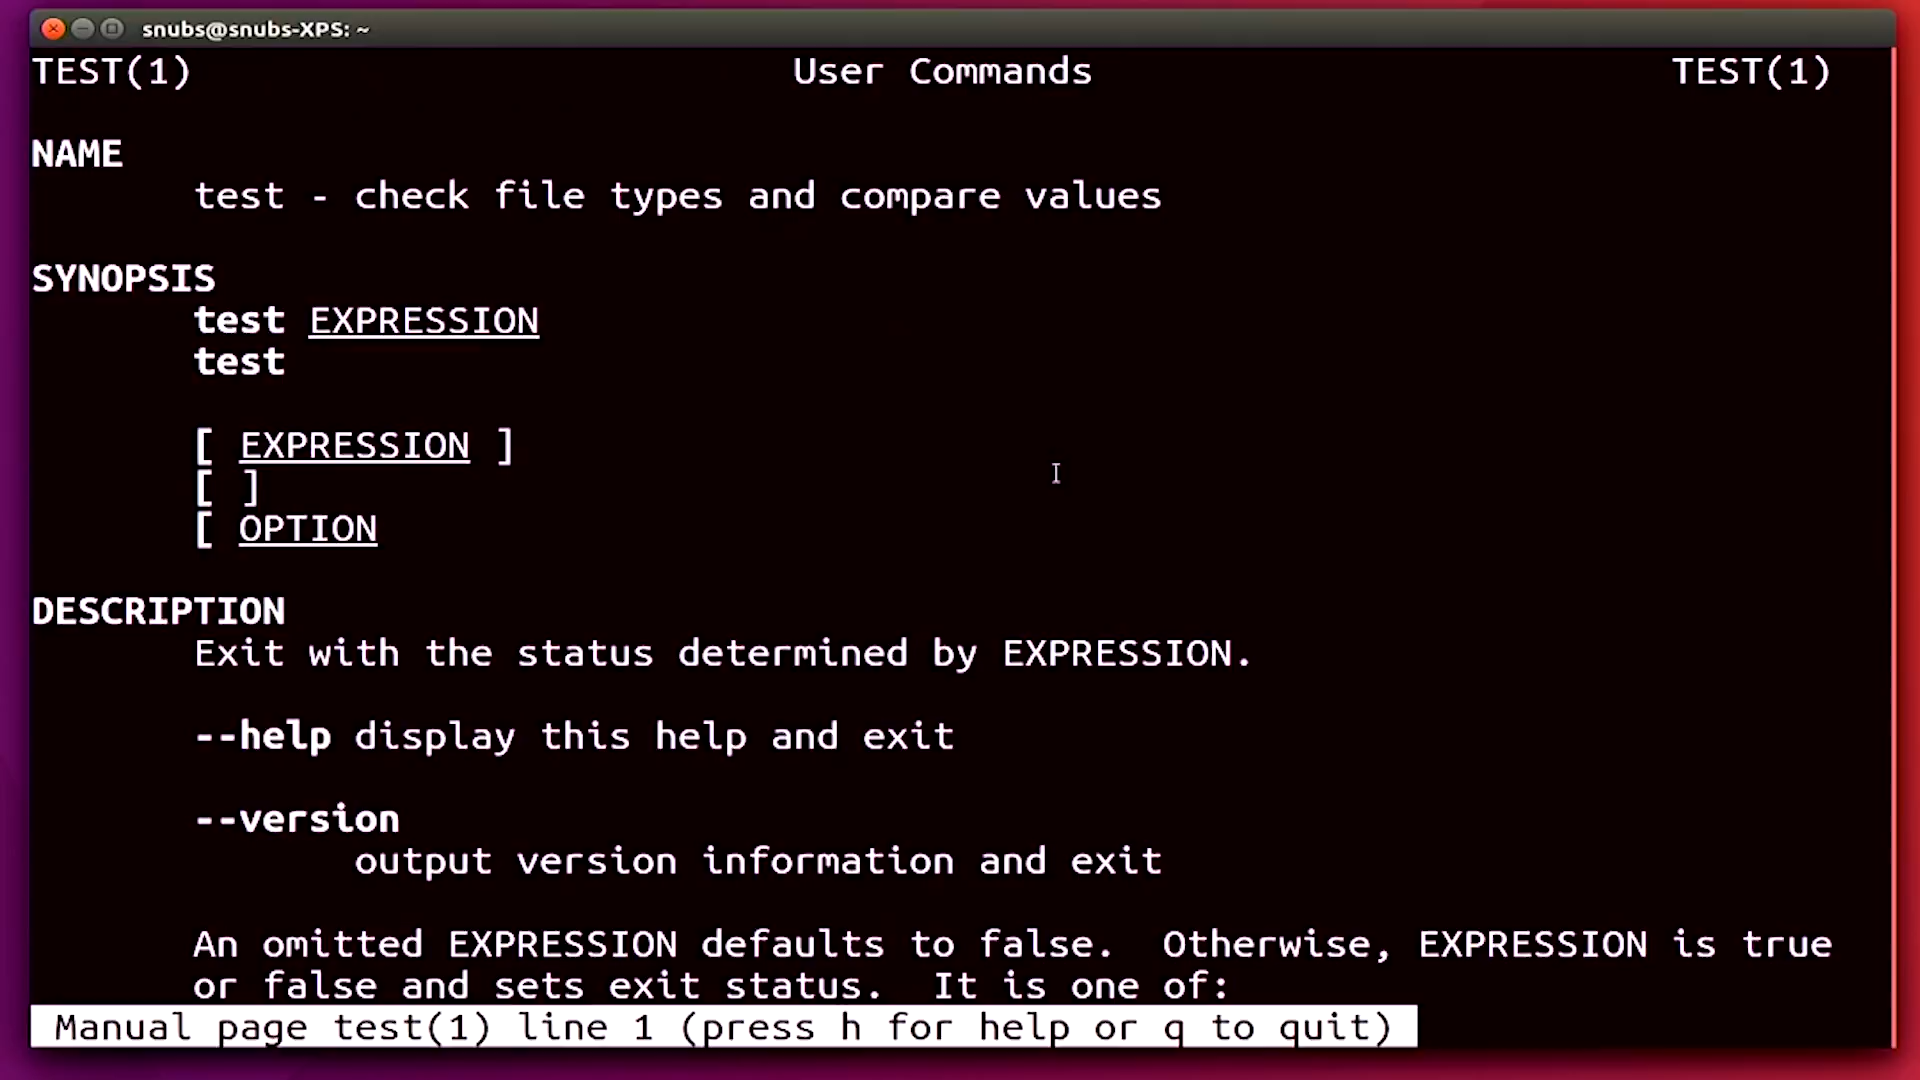 snubs@snubs-XPS: ~
TEST(1) User Commands TEST(1)
NAME
test - check file types and compare values
SYNOPSIS
test EXPRESSION
test
[ EXPRESSION ]
[ ]
[ OPTION
DESCRIPTION
Exit with the status determined by EXPRESSION.
--help display this help and exit
--version
output version information and exit
An omitted EXPRESSION defaults to false. Otherwise, EXPRESSION is true
or false and sets exit status. It is one of:
Manual page test(1) line 1 (press h for help or q to quit)